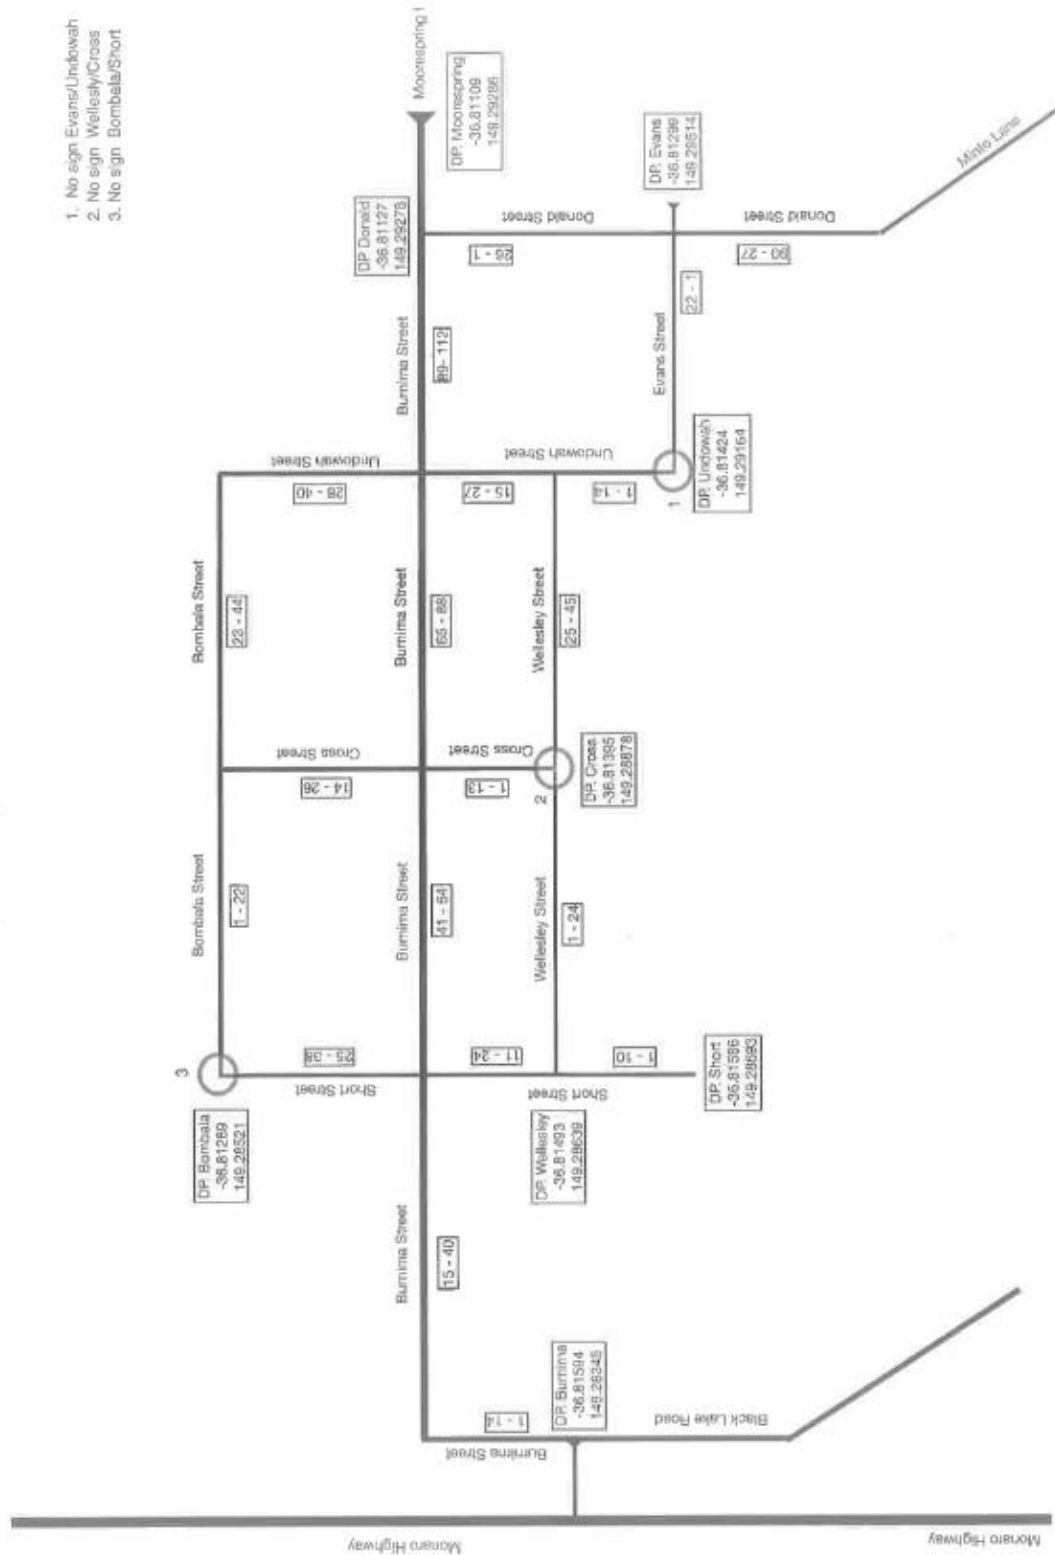 1. No sign Evans/Undowah
2. No sign Wellesly/Cross
3. No sign Bombala/Short
DP. Bombala
-36.81269
149.28521
3
Bombala Street
1 - 22
Bombala Street
23 - 44
Short Street
25 - 38
Cross Street
14 - 26
Undowah Street
28 - 40
DP Donald
-36.81127
149.29275
Burnima Street
15 - 40
Burnima Street
41 - 64
Burnima Street
65 - 88
Burnima Street
89- 112
Moorespring
DP. Moorespring
-36.81109
149.29286
Burnima Street
1 - 14
Short Street
11 - 24
Cross Street
1 - 13
Undowah Street
15 - 27
Donald Street
26 - 1
DP. Burnima
-36.81594
149.28345
DP. Wellesley
-36.81493
149.28639
Wellesley Street
1 - 24
2
DP. Cross
-36.81395
149.28878
Wellesley Street
25 - 45
1 - 14
1
DP. Undowah
-36.81424
149.29164
Evans Street
22 - 1
DP. Evans
-36.81299
149.29514
1 - 10
DP. Short
-36.81586
149.28693
Donald Street
90 - 27
Minto Lane
Black Lake Road
Monaro Highway
Monaro Highway